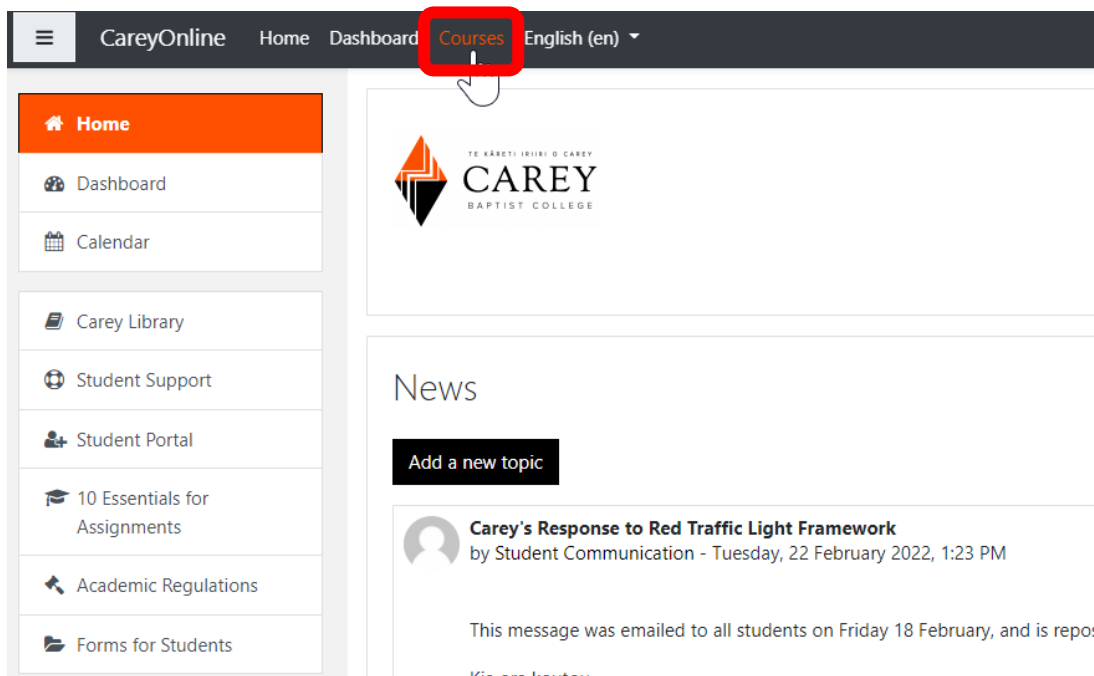 CareyOnline Home Dashboard Courses English (en)
Home
Dashboard
Calendar
Carey Library
Student Support
Student Portal
10 Essentials for
Assignments
Academic Regulations
Forms for Students
TE KĀRETI IRIIRI O CAREY
CAREY
BAPTIST COLLEGE
News
Add a new topic
Carey's Response to Red Traffic Light Framework
by Student Communication - Tuesday, 22 February 2022, 1:23 PM
This message was emailed to all students on Friday 18 February, and is